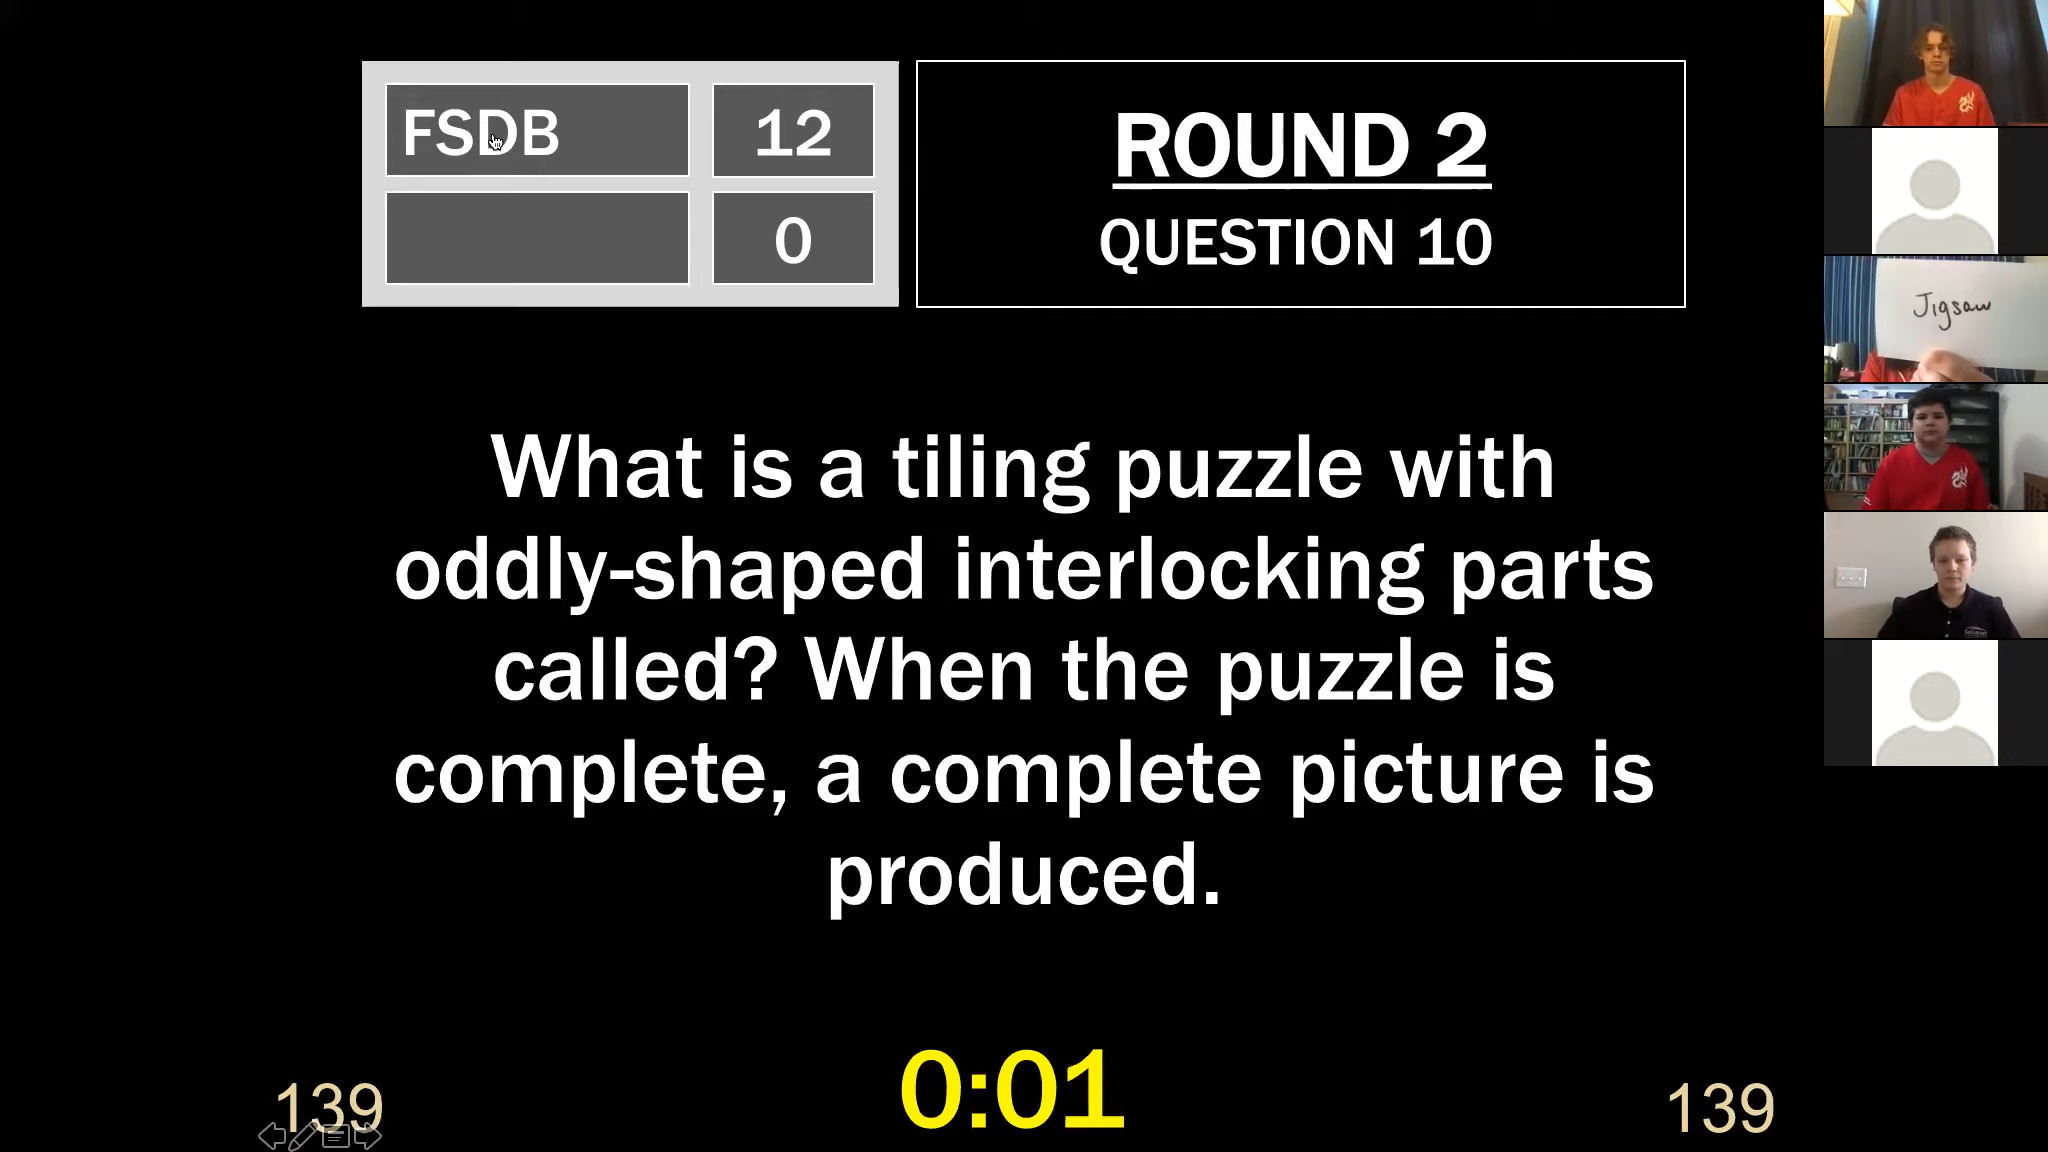 FSDB 12
0
ROUND 2
QUESTION 10
What is a tiling puzzle with
oddly-shaped interlocking parts
called? When the puzzle is
complete, a complete picture is
produced.
139
0:01
139
Jigsaw